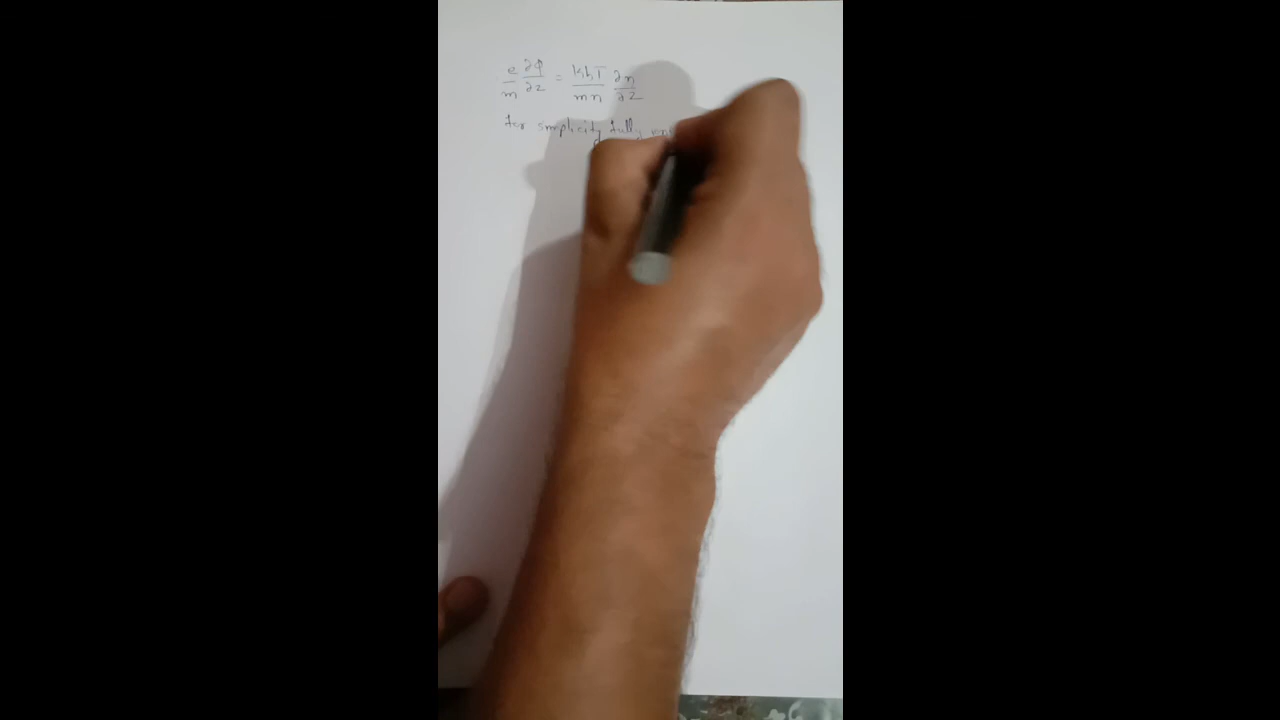 e/m ∂Φ/∂z = kbT/mn ∂n/∂z
for simplicity fully